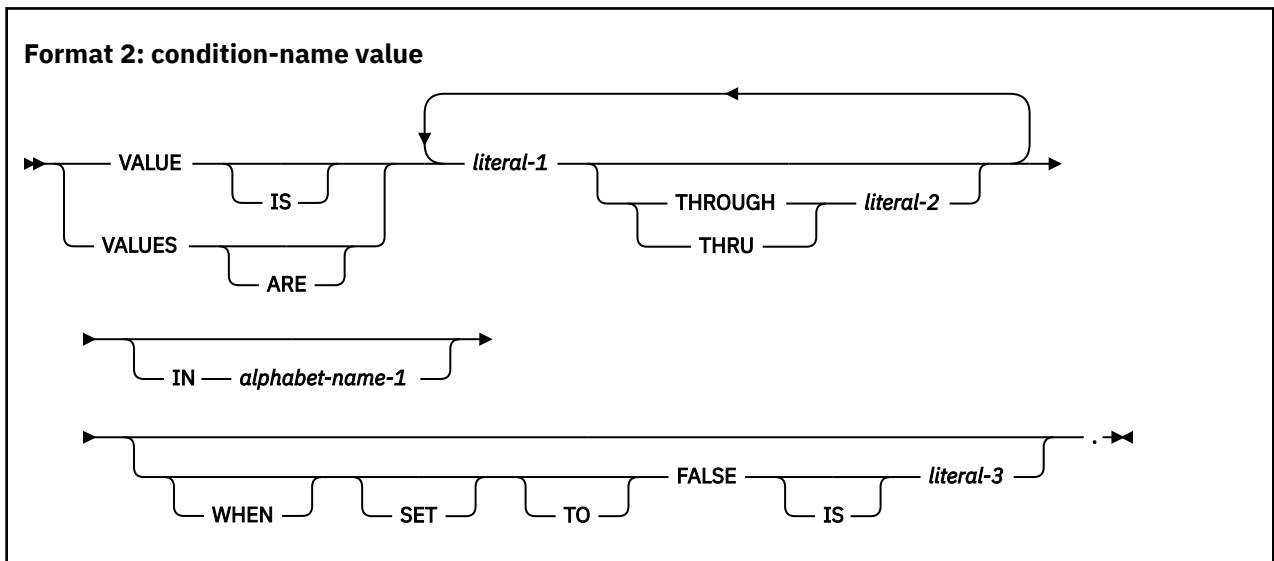 Format 2: condition-name value
VALUE IS literal-1 THROUGH literal-2
VALUES ARE THRU
IN alphabet-name-1
WHEN SET TO FALSE IS literal-3 .